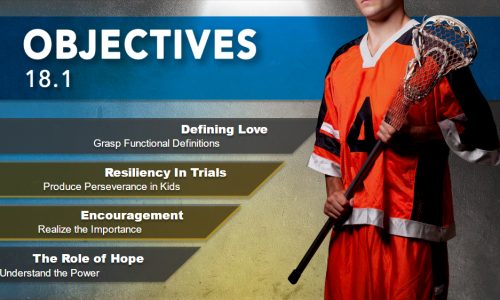 OBJECTIVES
18.1
Defining Love
Grasp Functional Definitions
Resiliency In Trials
Produce Perseverance in Kids
Encouragement
Realize the Importance
The Role of Hope
Understand the Power
4